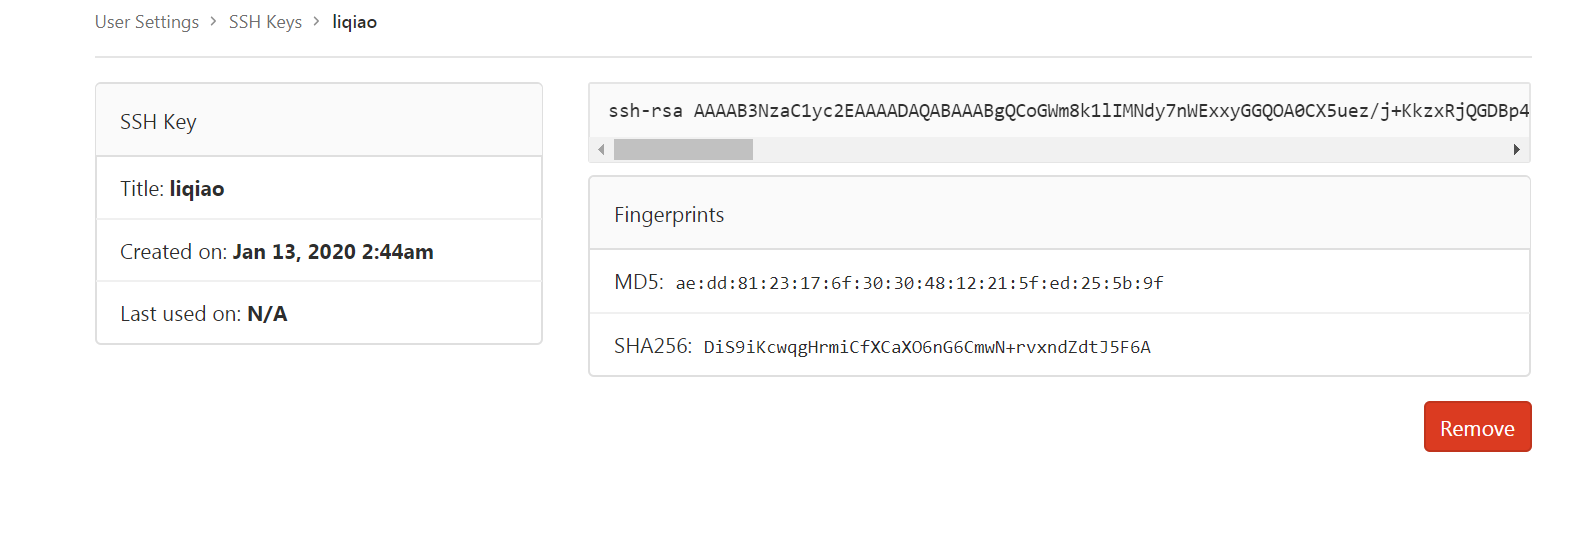 User Settings > SSH Keys > liqiao
SSH Key
Title: liqiao
Created on: Jan 13, 2020 2:44am
Last used on: N/A
ssh-rsa AAAAB3NzaC1yc2EAAAADAQABAAABgQCoGWm8k1lIMNdy7nWExxyGGQOA0CX5uez/j+KkzxRjQGDBp4
Fingerprints
MD5: ae:dd:81:23:17:6f:30:30:48:12:21:5f:ed:25:5b:9f
SHA256: DiS9iKcwqgHrmiCfXCaXO6nG6CmwN+rvxndZdtJ5F6A
Remove